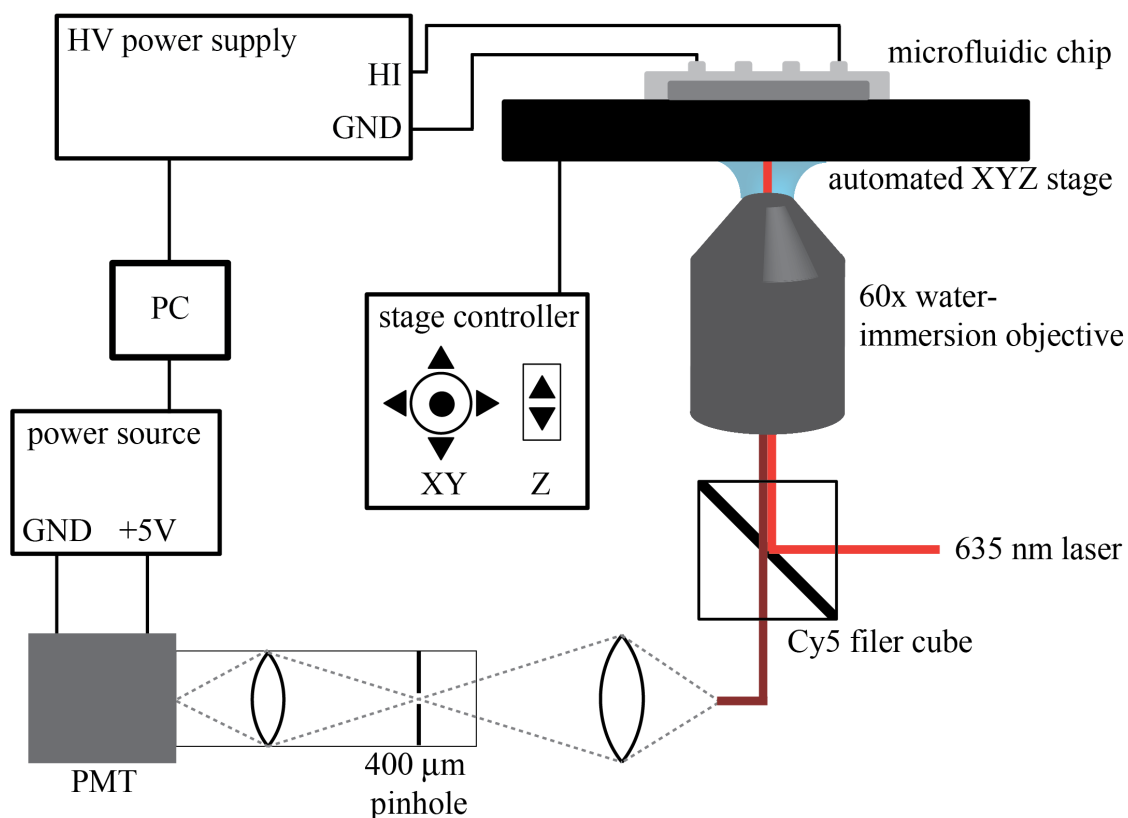 HV power supply
HI
GND
microfluidic chip
automated XYZ stage
PC
stage controller
XY
Z
60x water-
immersion objective
power source
GND +5V
635 nm laser
Cy5 filer cube
400 μm
pinhole
PMT